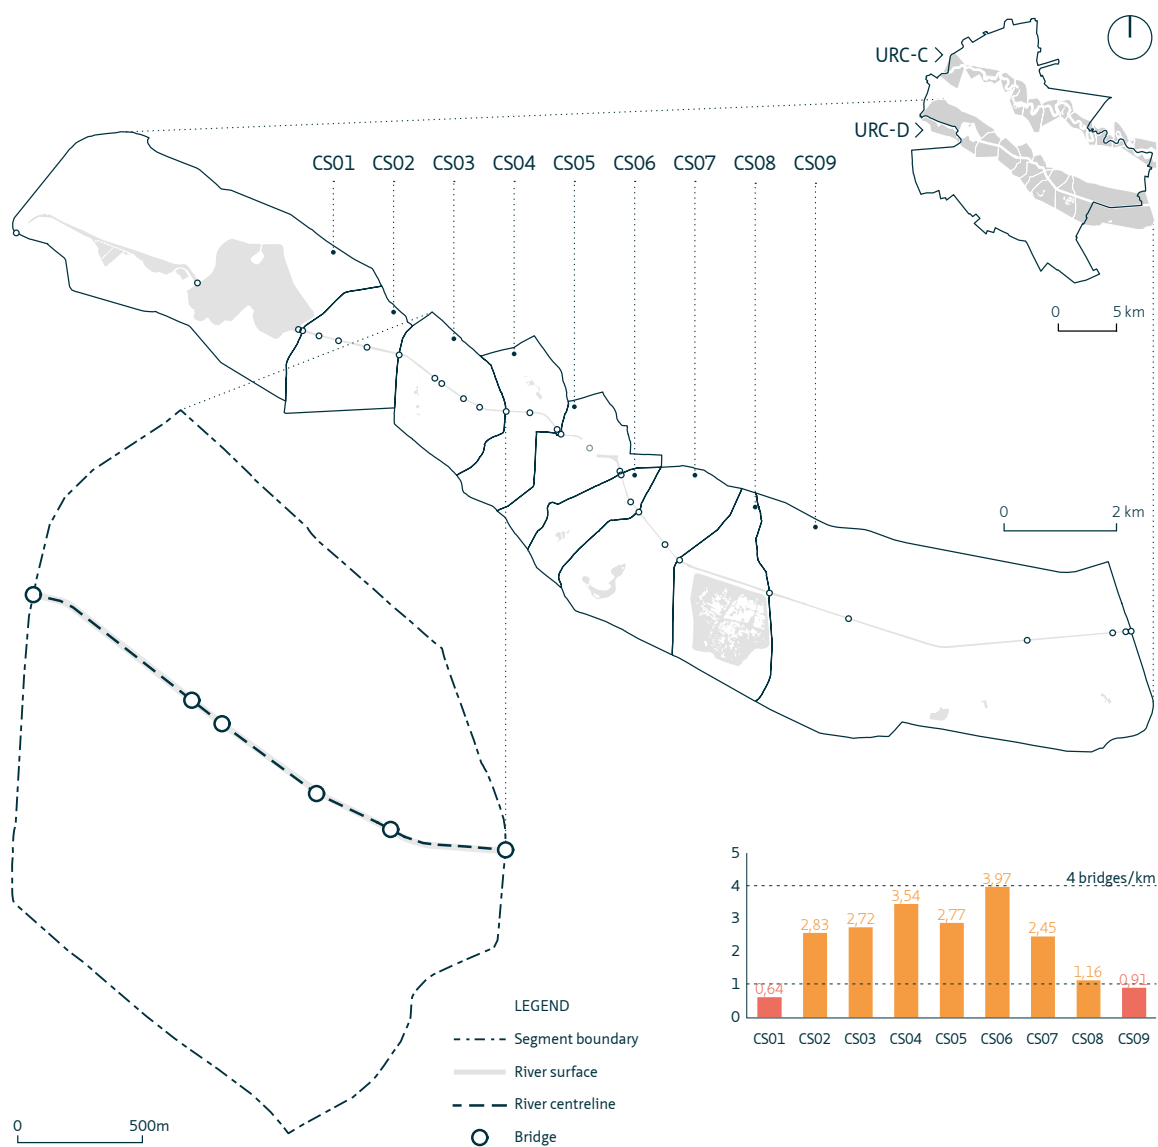 URC-C
URC-D
CS01 CS02 CS03 CS04 CS05 CS06 CS07 CS08 CS09
0 5 km
0 2 km
5
4
3
2
1
0
4 bridges/km
0,64
2,83
2,72
3,54
2,77
3,97
2,45
1,16
0,91
CS01 CS02 CS03 CS04 CS05 CS06 CS07 CS08 CS09
LEGEND
Segment boundary
River surface
River centreline
Bridge
0 500m